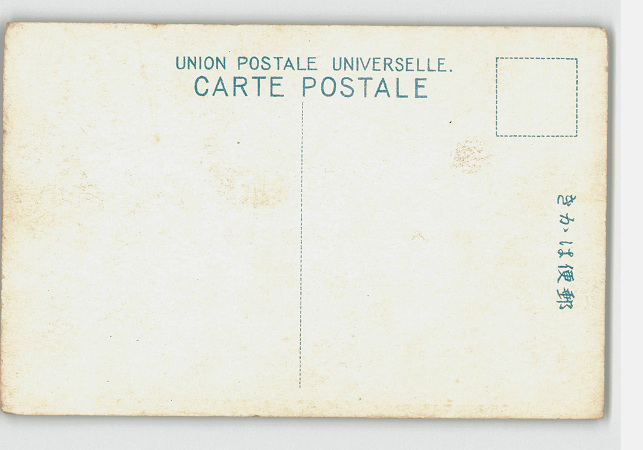 UNION POSTALE UNIVERSELLE.
CARTE POSTALE
きかは便郵